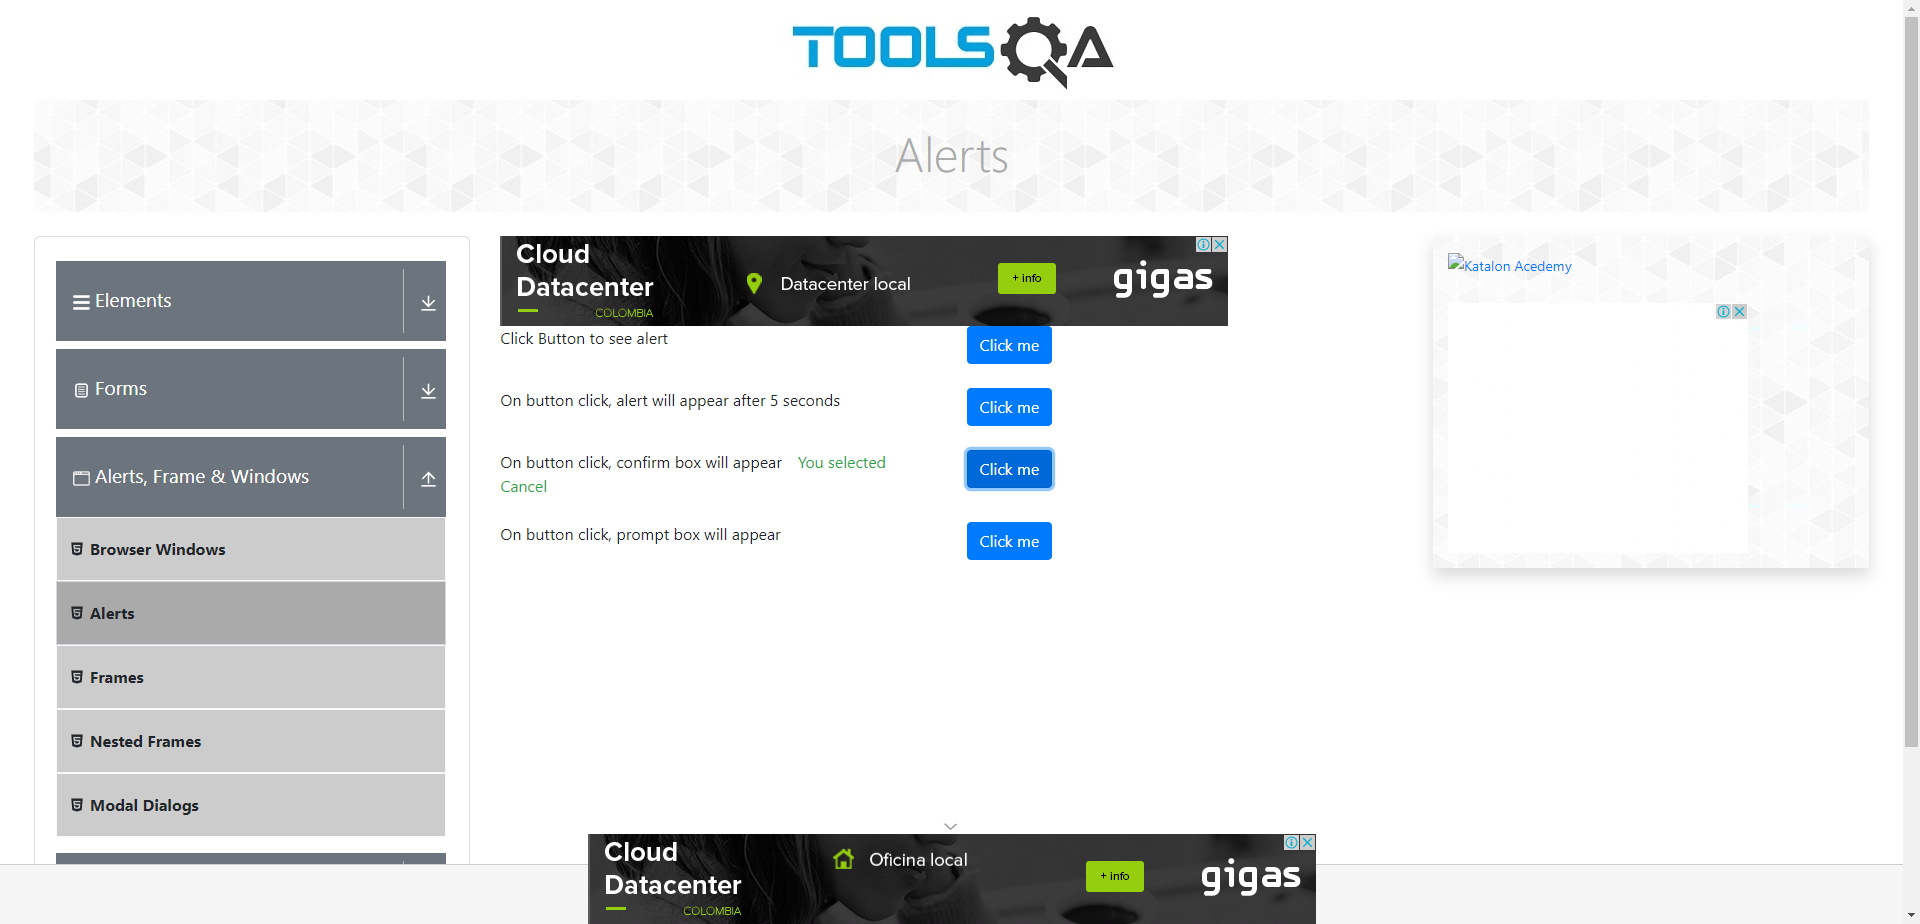 TOOLSQA
Alerts
Elements
Forms
Alerts, Frame & Windows
Browser Windows
Alerts
Frames
Nested Frames
Modal Dialogs
Cloud
Datacenter
COLOMBIA
Datacenter local
+ info
gigas
Click Button to see alert
Click me
On button click, alert will appear after 5 seconds
Click me
On button click, confirm box will appear You selected
Cancel
Click me
On button click, prompt box will appear
Click me
Katalon Acedemy
Cloud
Datacenter
COLOMBIA
Oficina local
+ info
gigas